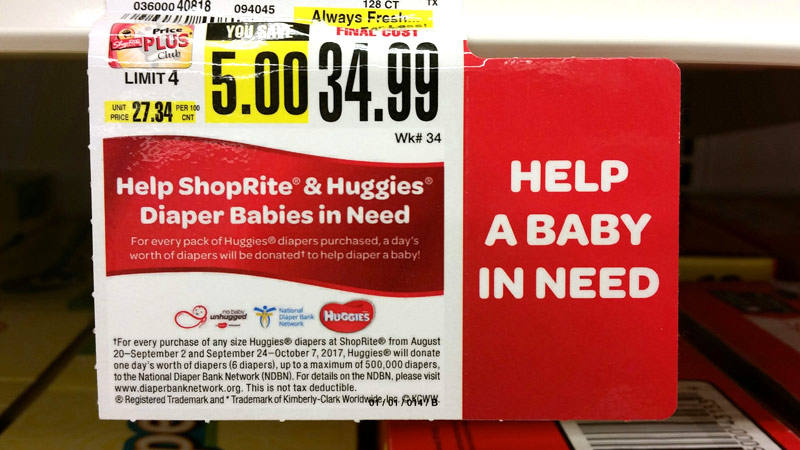 036000 40818 094045 128 CT TX
Always Fresh...
ShopRite Price PLUS Club
YOU SAVE
FINAL COST
LIMIT 4
5.00 34.99
UNIT PRICE 27.34 PER 100 CNT
Wk# 34
Help ShopRite® & Huggies®
Diaper Babies in Need
For every pack of Huggies® diapers purchased, a day's
worth of diapers will be donated† to help diaper a baby!
no baby unhugged
National Diaper Bank Network
HUGGIES
†For every purchase of any size Huggies® diapers at ShopRite® from August
20–September 2 and September 24–October 7, 2017, Huggies® will donate
one day's worth of diapers (6 diapers), up to a maximum of 500,000 diapers,
to the National Diaper Bank Network (NDBN). For details on the NDBN, please visit
www.diaperbanknetwork.org. This is not tax deductible.
® Registered Trademark and * Trademark of Kimberly-Clark Worldwide, Inc. © KCWW
01/01/014/B
HELP
A BABY
IN NEED